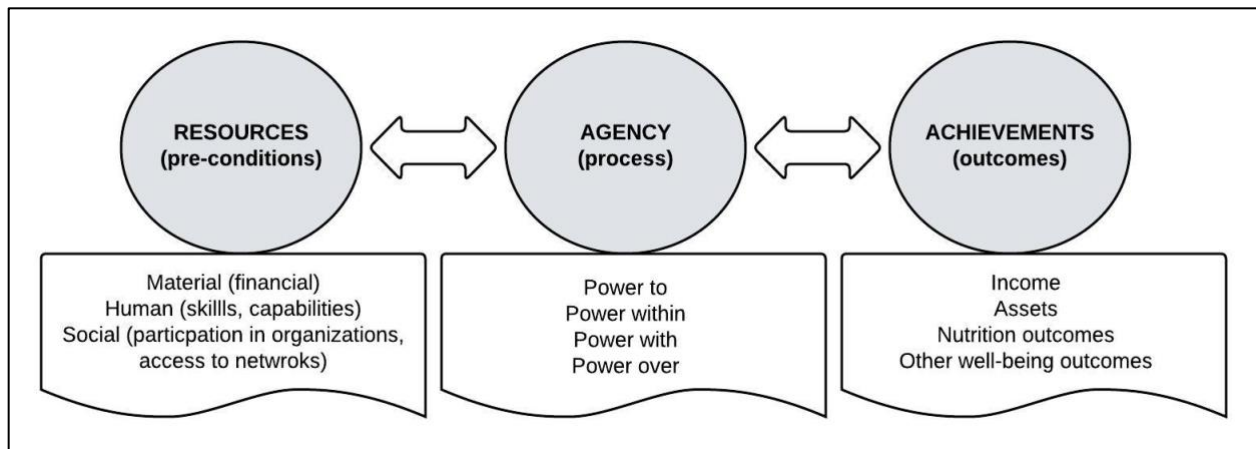 RESOURCES
(pre-conditions)
AGENCY
(process)
ACHIEVEMENTS
(outcomes)
Material (financial)
Human (skillls, capabilities)
Social (particpation in organizations,
access to netwroks)
Power to
Power within
Power with
Power over
Income
Assets
Nutrition outcomes
Other well-being outcomes